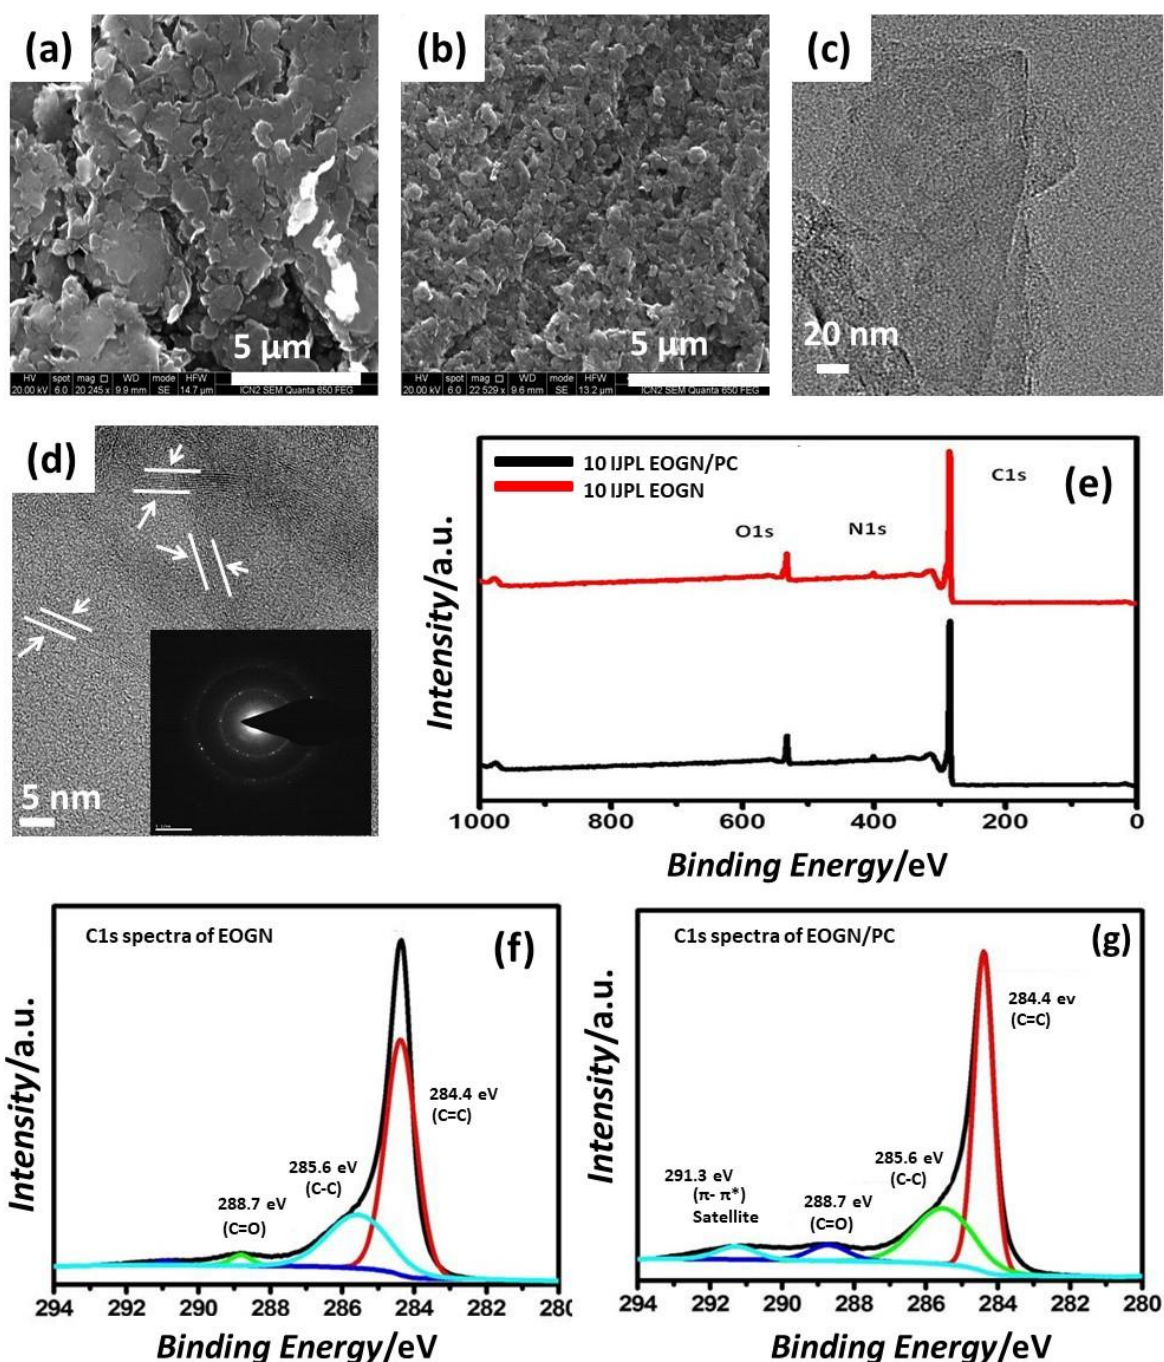 (a)
5 µm
HV spot mag □ WD mode HFW
20.00 kV 6.0 20 245 x 9.9 mm SE 14.7 µm ICN2 SEM Quanta 650 FEG
(b)
5 µm
HV spot mag □ WD mode HFW
20.00 kV 6.0 22 529 x 9.6 mm SE 13.2 µm ICN2 SEM Quanta 650 FEG
(c)
20 nm
(d)
5 nm
(e)
10 IJPL EOGN/PC
10 IJPL EOGN
C1s
O1s
N1s
Intensity/a.u.
1000 800 600 400 200 0
Binding Energy/eV
C1s spectra of EOGN
(f)
284.4 eV
(C=C)
285.6 eV
(C-C)
288.7 eV
(C=O)
Intensity/a.u.
294 292 290 288 286 284 282 280
Binding Energy/eV
C1s spectra of EOGN/PC
(g)
284.4 ev
(C=C)
285.6 eV
(C-C)
291.3 eV
(π- π*)
Satellite
288.7 eV
(C=O)
Intensity/a.u.
294 292 290 288 286 284 282 280
Binding Energy/eV